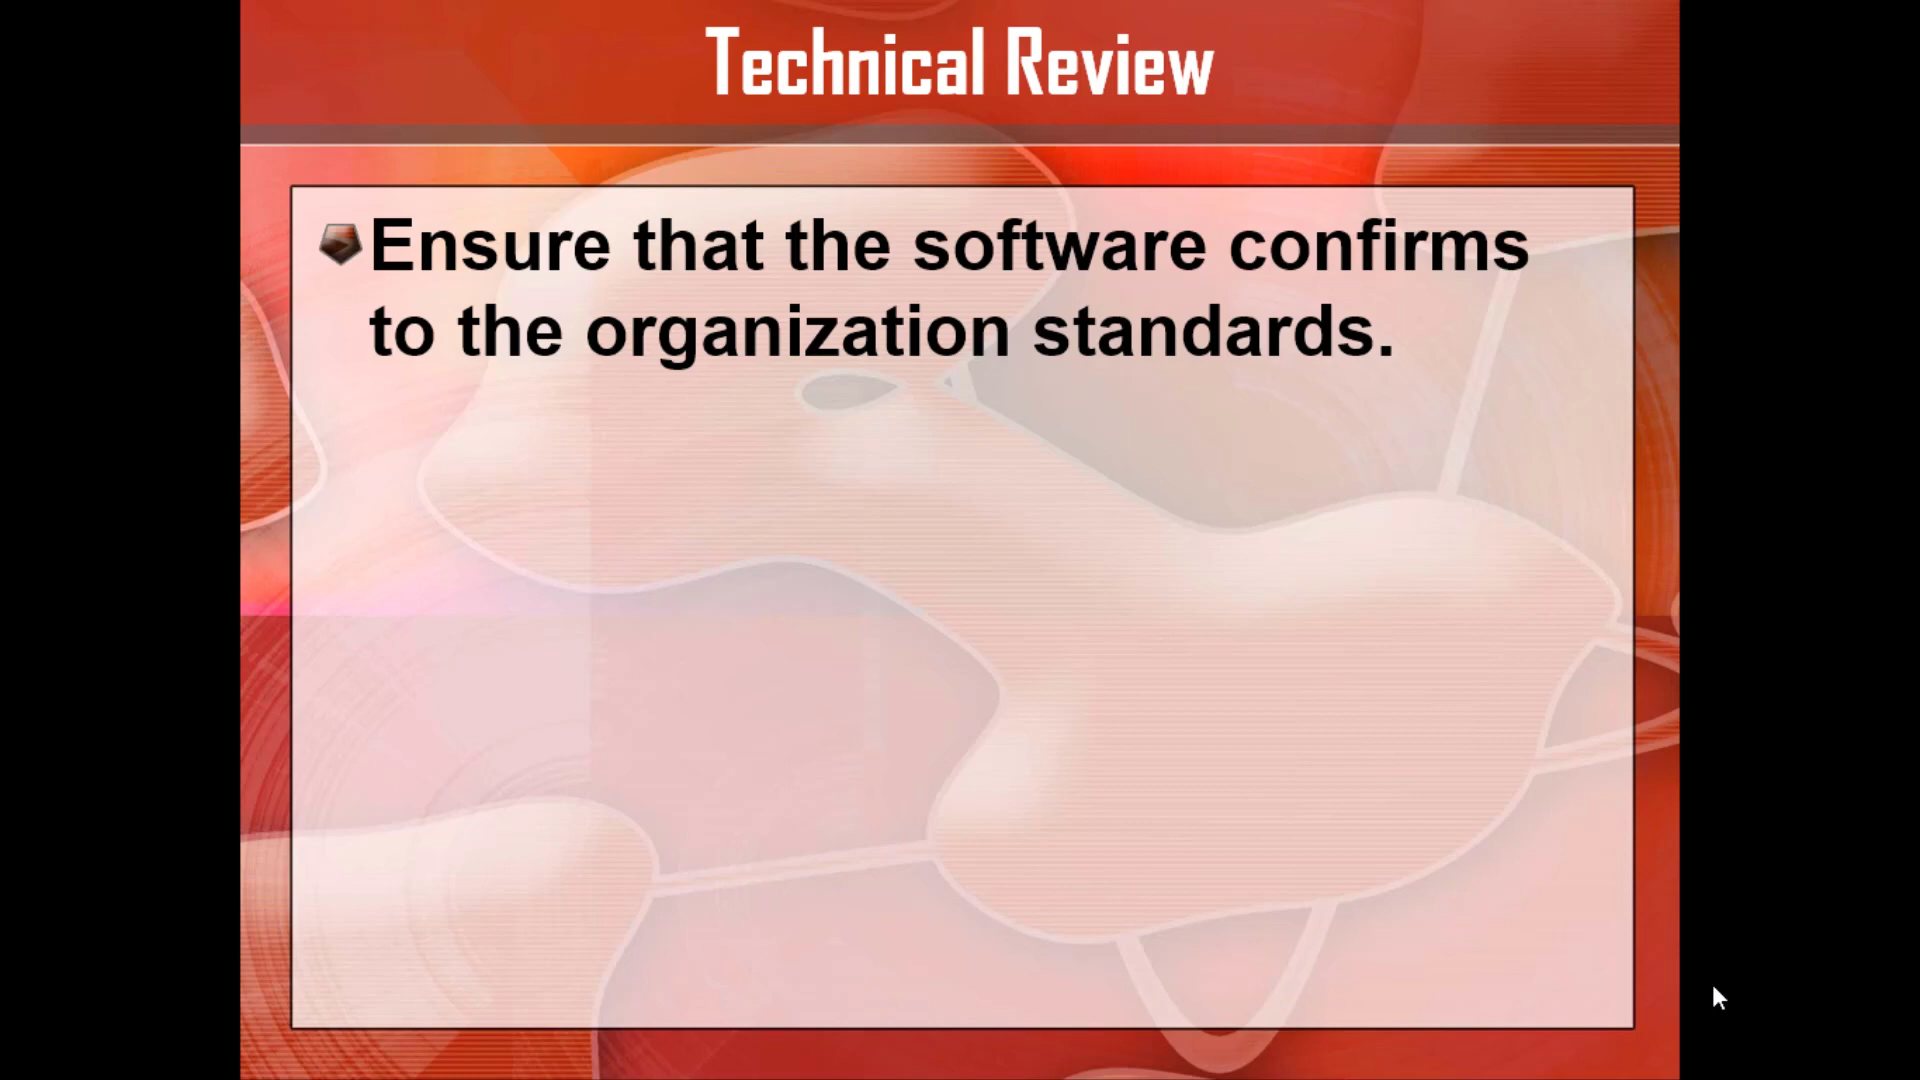 Technical Review
Ensure that the software confirms
to the organization standards.